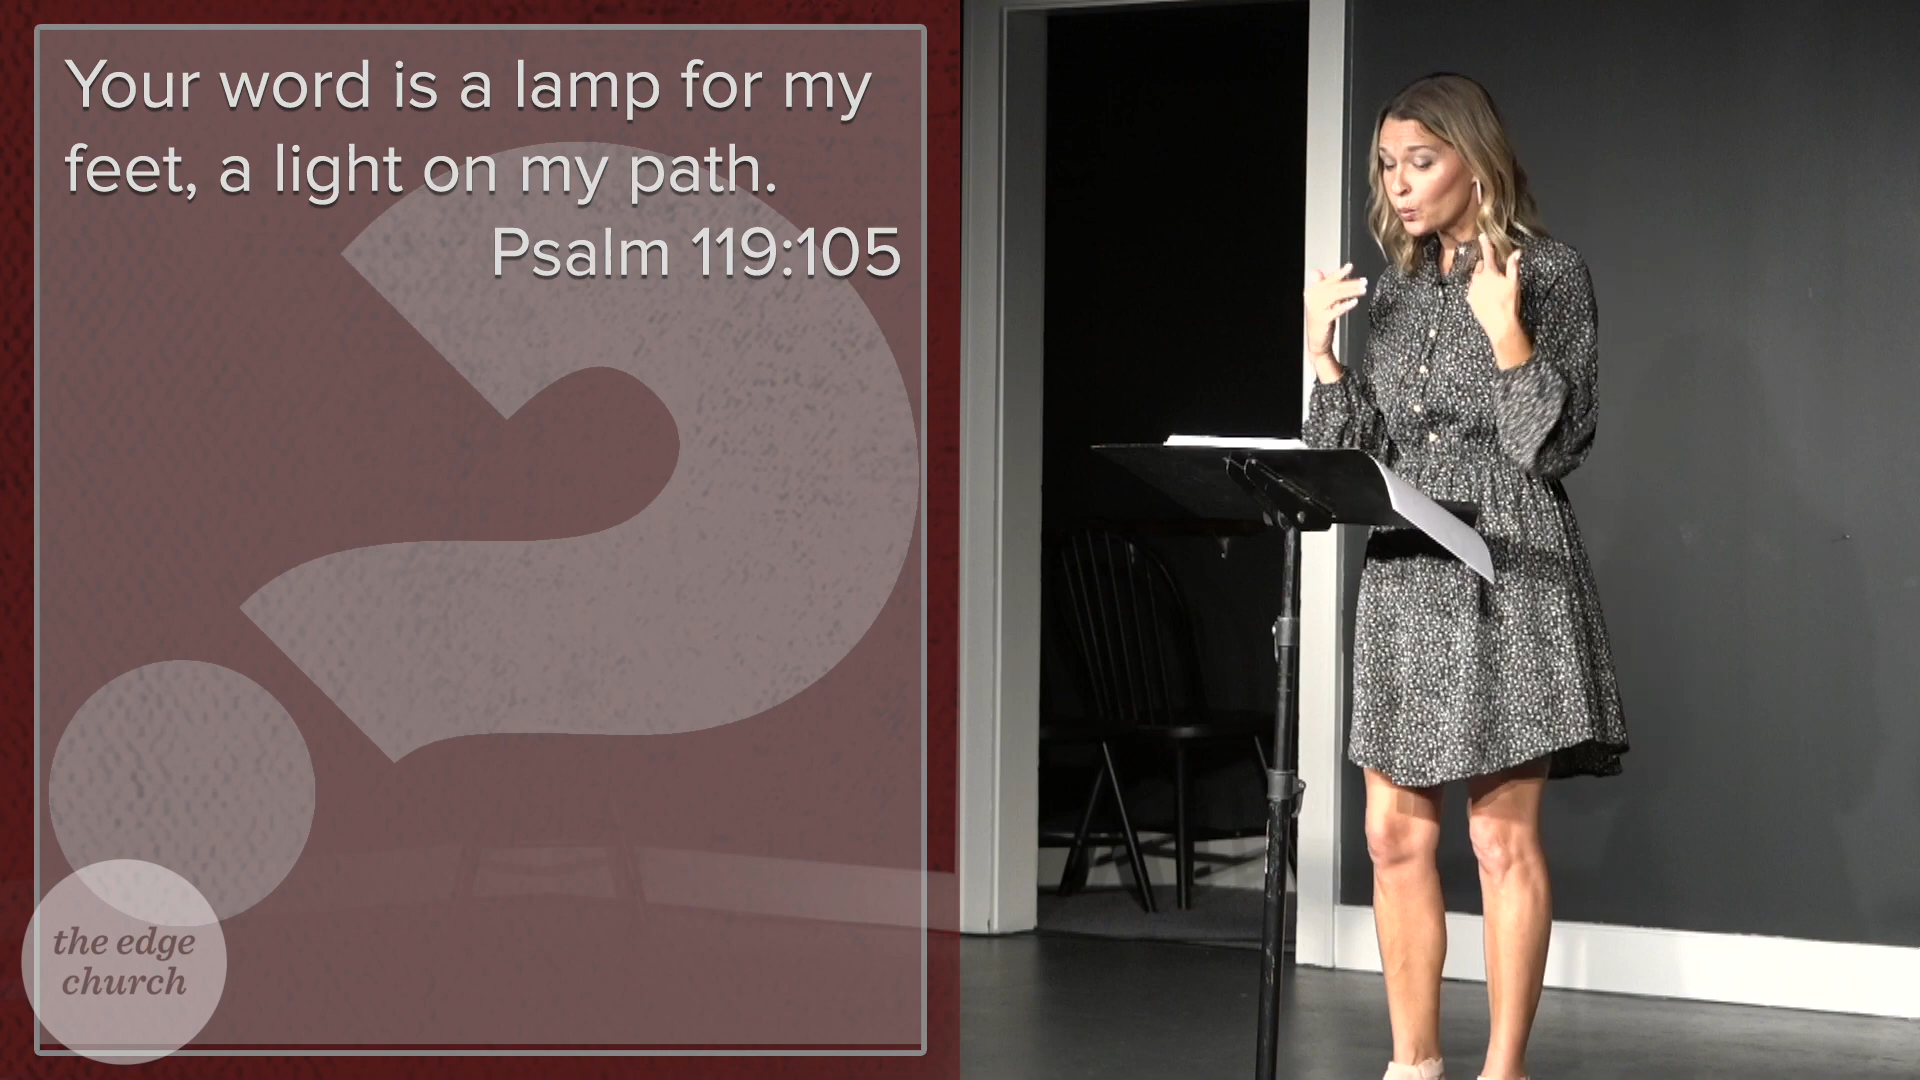 Your word is a lamp for my
feet, a light on my path.
Psalm 119:105
the edge
church